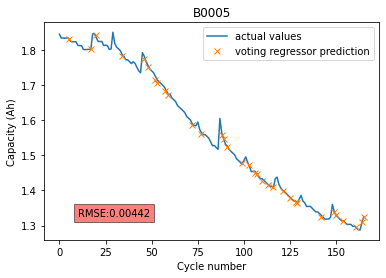 B0005
actual values
voting regressor prediction
Capacity (Ah)
1.8
1.7
1.6
1.5
1.4
1.3
RMSE:0.00442
0 25 50 75 100 125 150
Cycle number